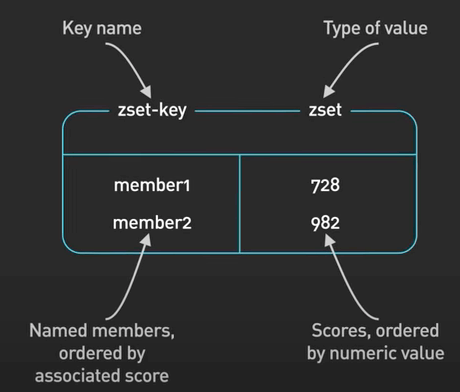 Key name
Type of value
zset-key
zset
member1
728
member2
982
Named members,
ordered by
associated score
Scores, ordered
by numeric value